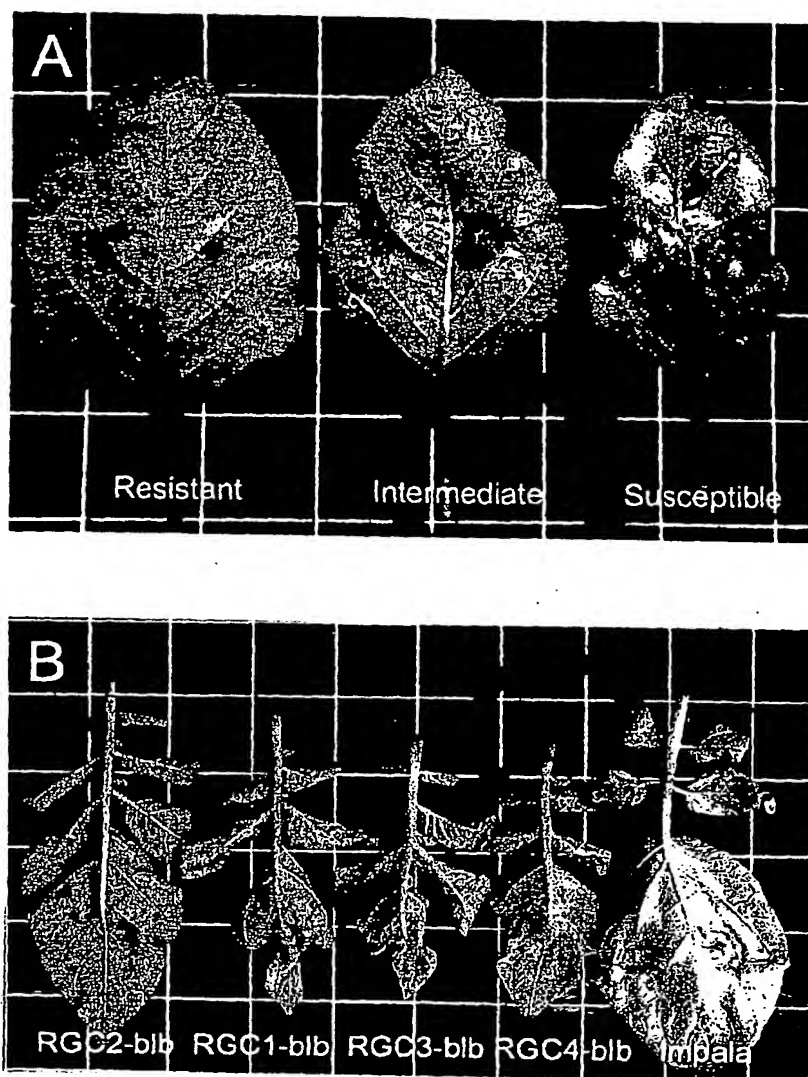 A
Resistant Intermediate Susceptible
B
RGC2-blb RGC1-blb RGC3-blb RGC4-blb Impala